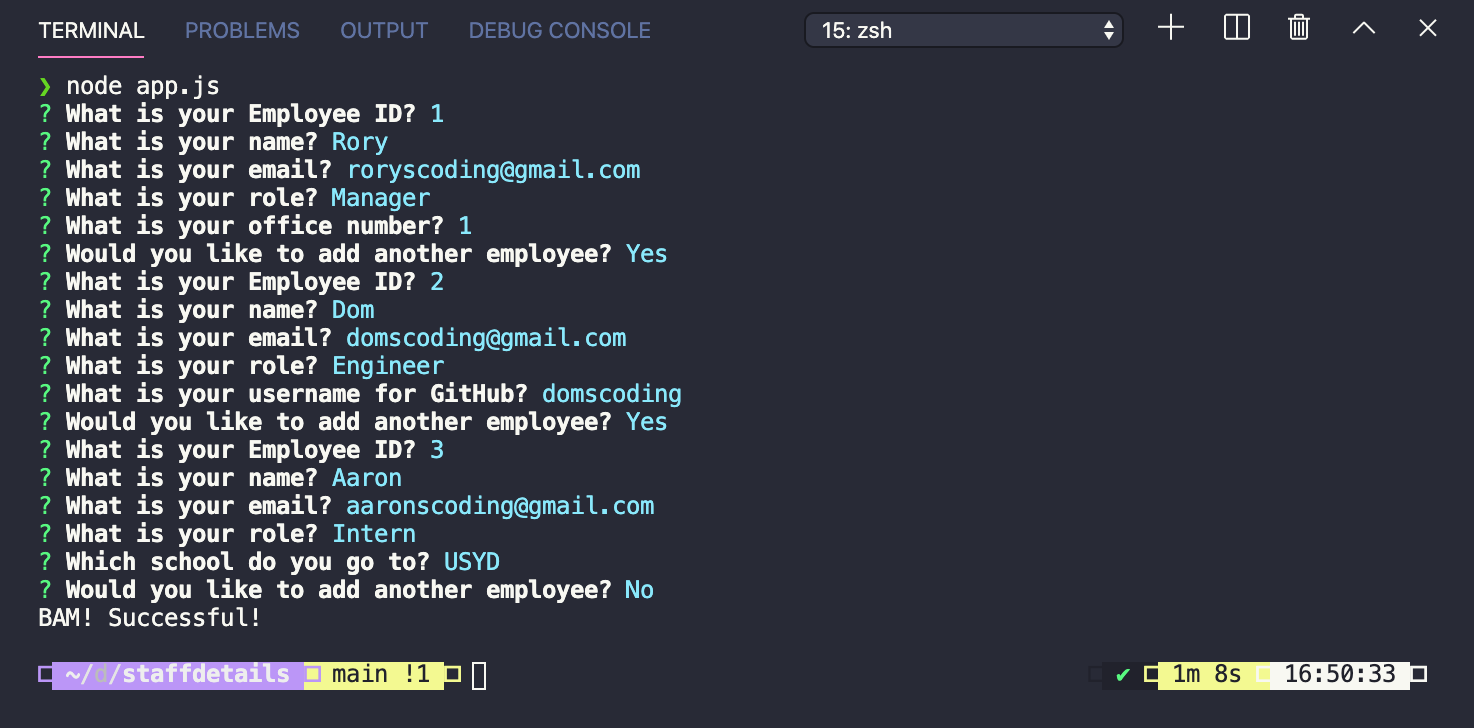 TERMINAL PROBLEMS OUTPUT DEBUG CONSOLE 15: zsh
❯ node app.js
? What is your Employee ID? 1
? What is your name? Rory
? What is your email? roryscoding@gmail.com
? What is your role? Manager
? What is your office number? 1
? Would you like to add another employee? Yes
? What is your Employee ID? 2
? What is your name? Dom
? What is your email? domscoding@gmail.com
? What is your role? Engineer
? What is your username for GitHub? domscoding
? Would you like to add another employee? Yes
? What is your Employee ID? 3
? What is your name? Aaron
? What is your email? aaronscoding@gmail.com
? What is your role? Intern
? Which school do you go to? USYD
? Would you like to add another employee? No
BAM! Successful!
~/d/staffdetails main !1 ✔ 1m 8s 16:50:33